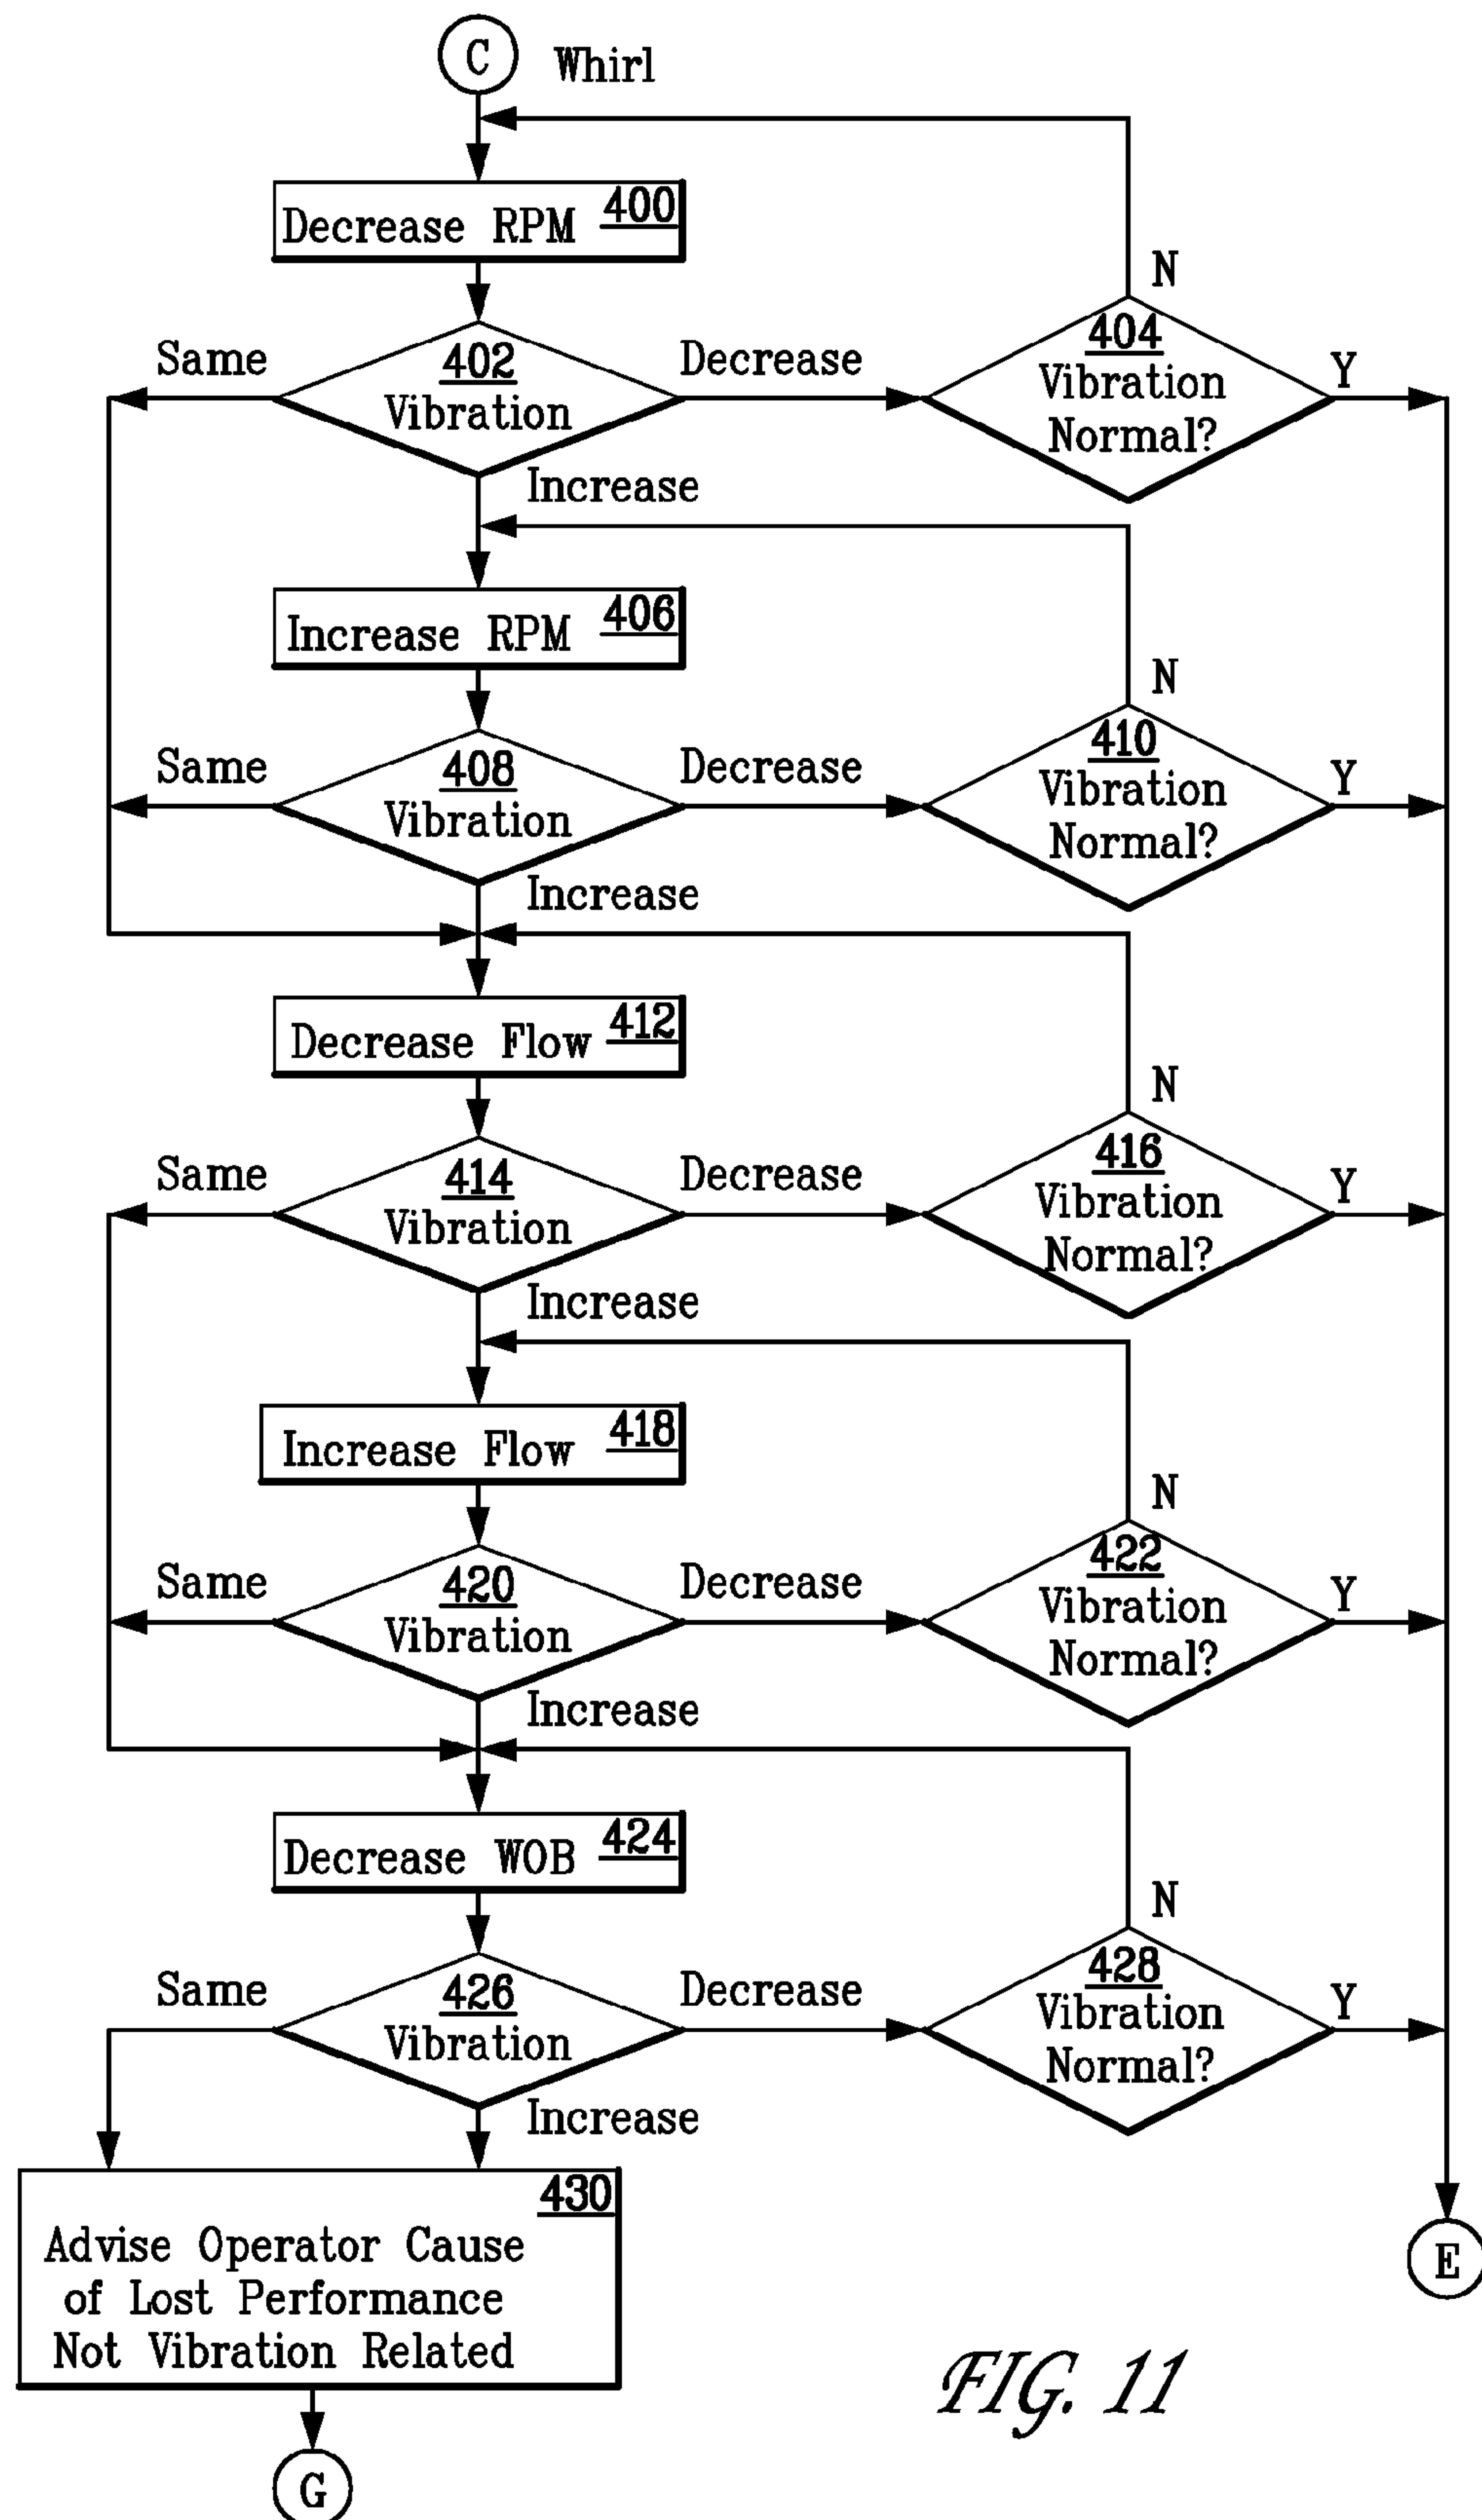 C Whirl
Decrease RPM 400
N
Same
402
Vibration
Decrease
404
Vibration
Normal?
Y
Increase
Increase RPM 406
N
Same
408
Vibration
Decrease
410
Vibration
Normal?
Y
Increase
Decrease Flow 412
N
Same
414
Vibration
Decrease
416
Vibration
Normal?
Y
Increase
Increase Flow 418
N
Same
420
Vibration
Decrease
422
Vibration
Normal?
Y
Increase
Decrease WOB 424
N
Same
426
Vibration
Decrease
428
Vibration
Normal?
Y
Increase
430
Advise Operator Cause
of Lost Performance
Not Vibration Related
E
FIG. 11
G